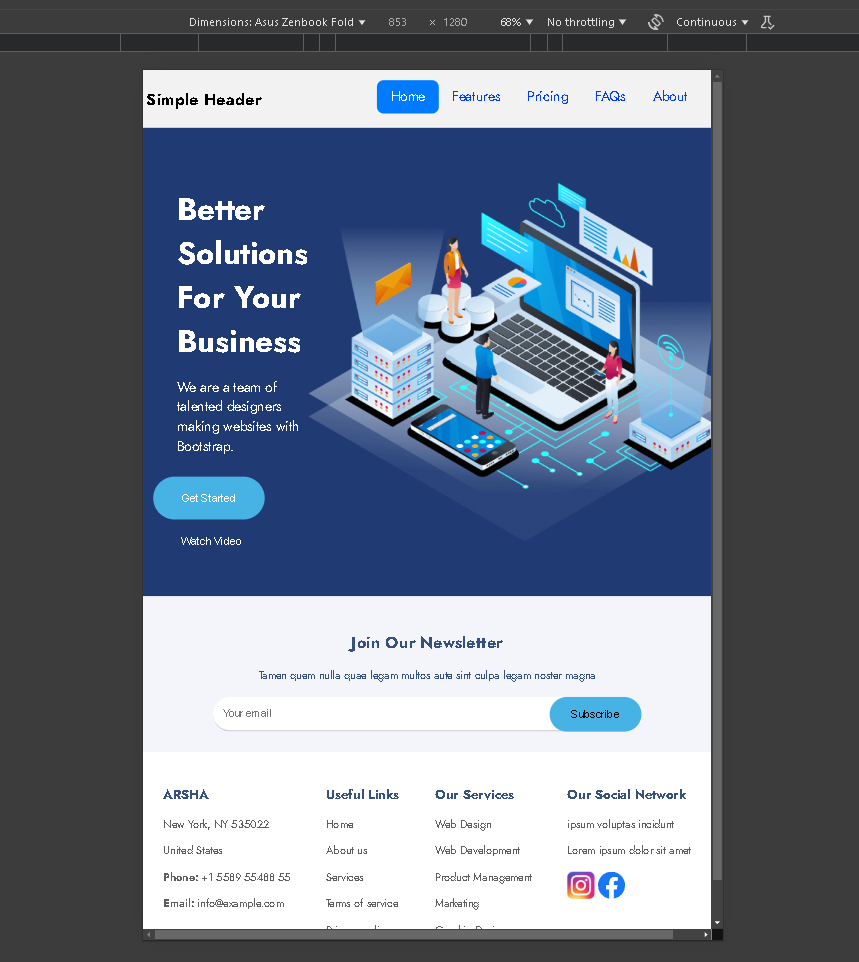 Dimensions: Asus Zenbook Fold ▼ 853 × 1280 68% ▼ No throttling ▼ Continuous ▼
Simple Header Home Features Pricing FAQs About
Better
Solutions
For Your
Business
We are a team of
talented designers
making websites with
Bootstrap.
Get Started
Watch Video
Join Our Newsletter
Tamen quem nulla quae legam multos aute sint culpa legam noster magna
Your email Subscribe
ARSHA Useful Links Our Services Our Social Network
New York, NY 535022 Home Web Design ipsum voluptas incidunt
United States About us Web Development Lorem ipsum dolor sit amet
Phone: +1 5589 55488 55 Services Product Management
Email: info@example.com Terms of service Marketing